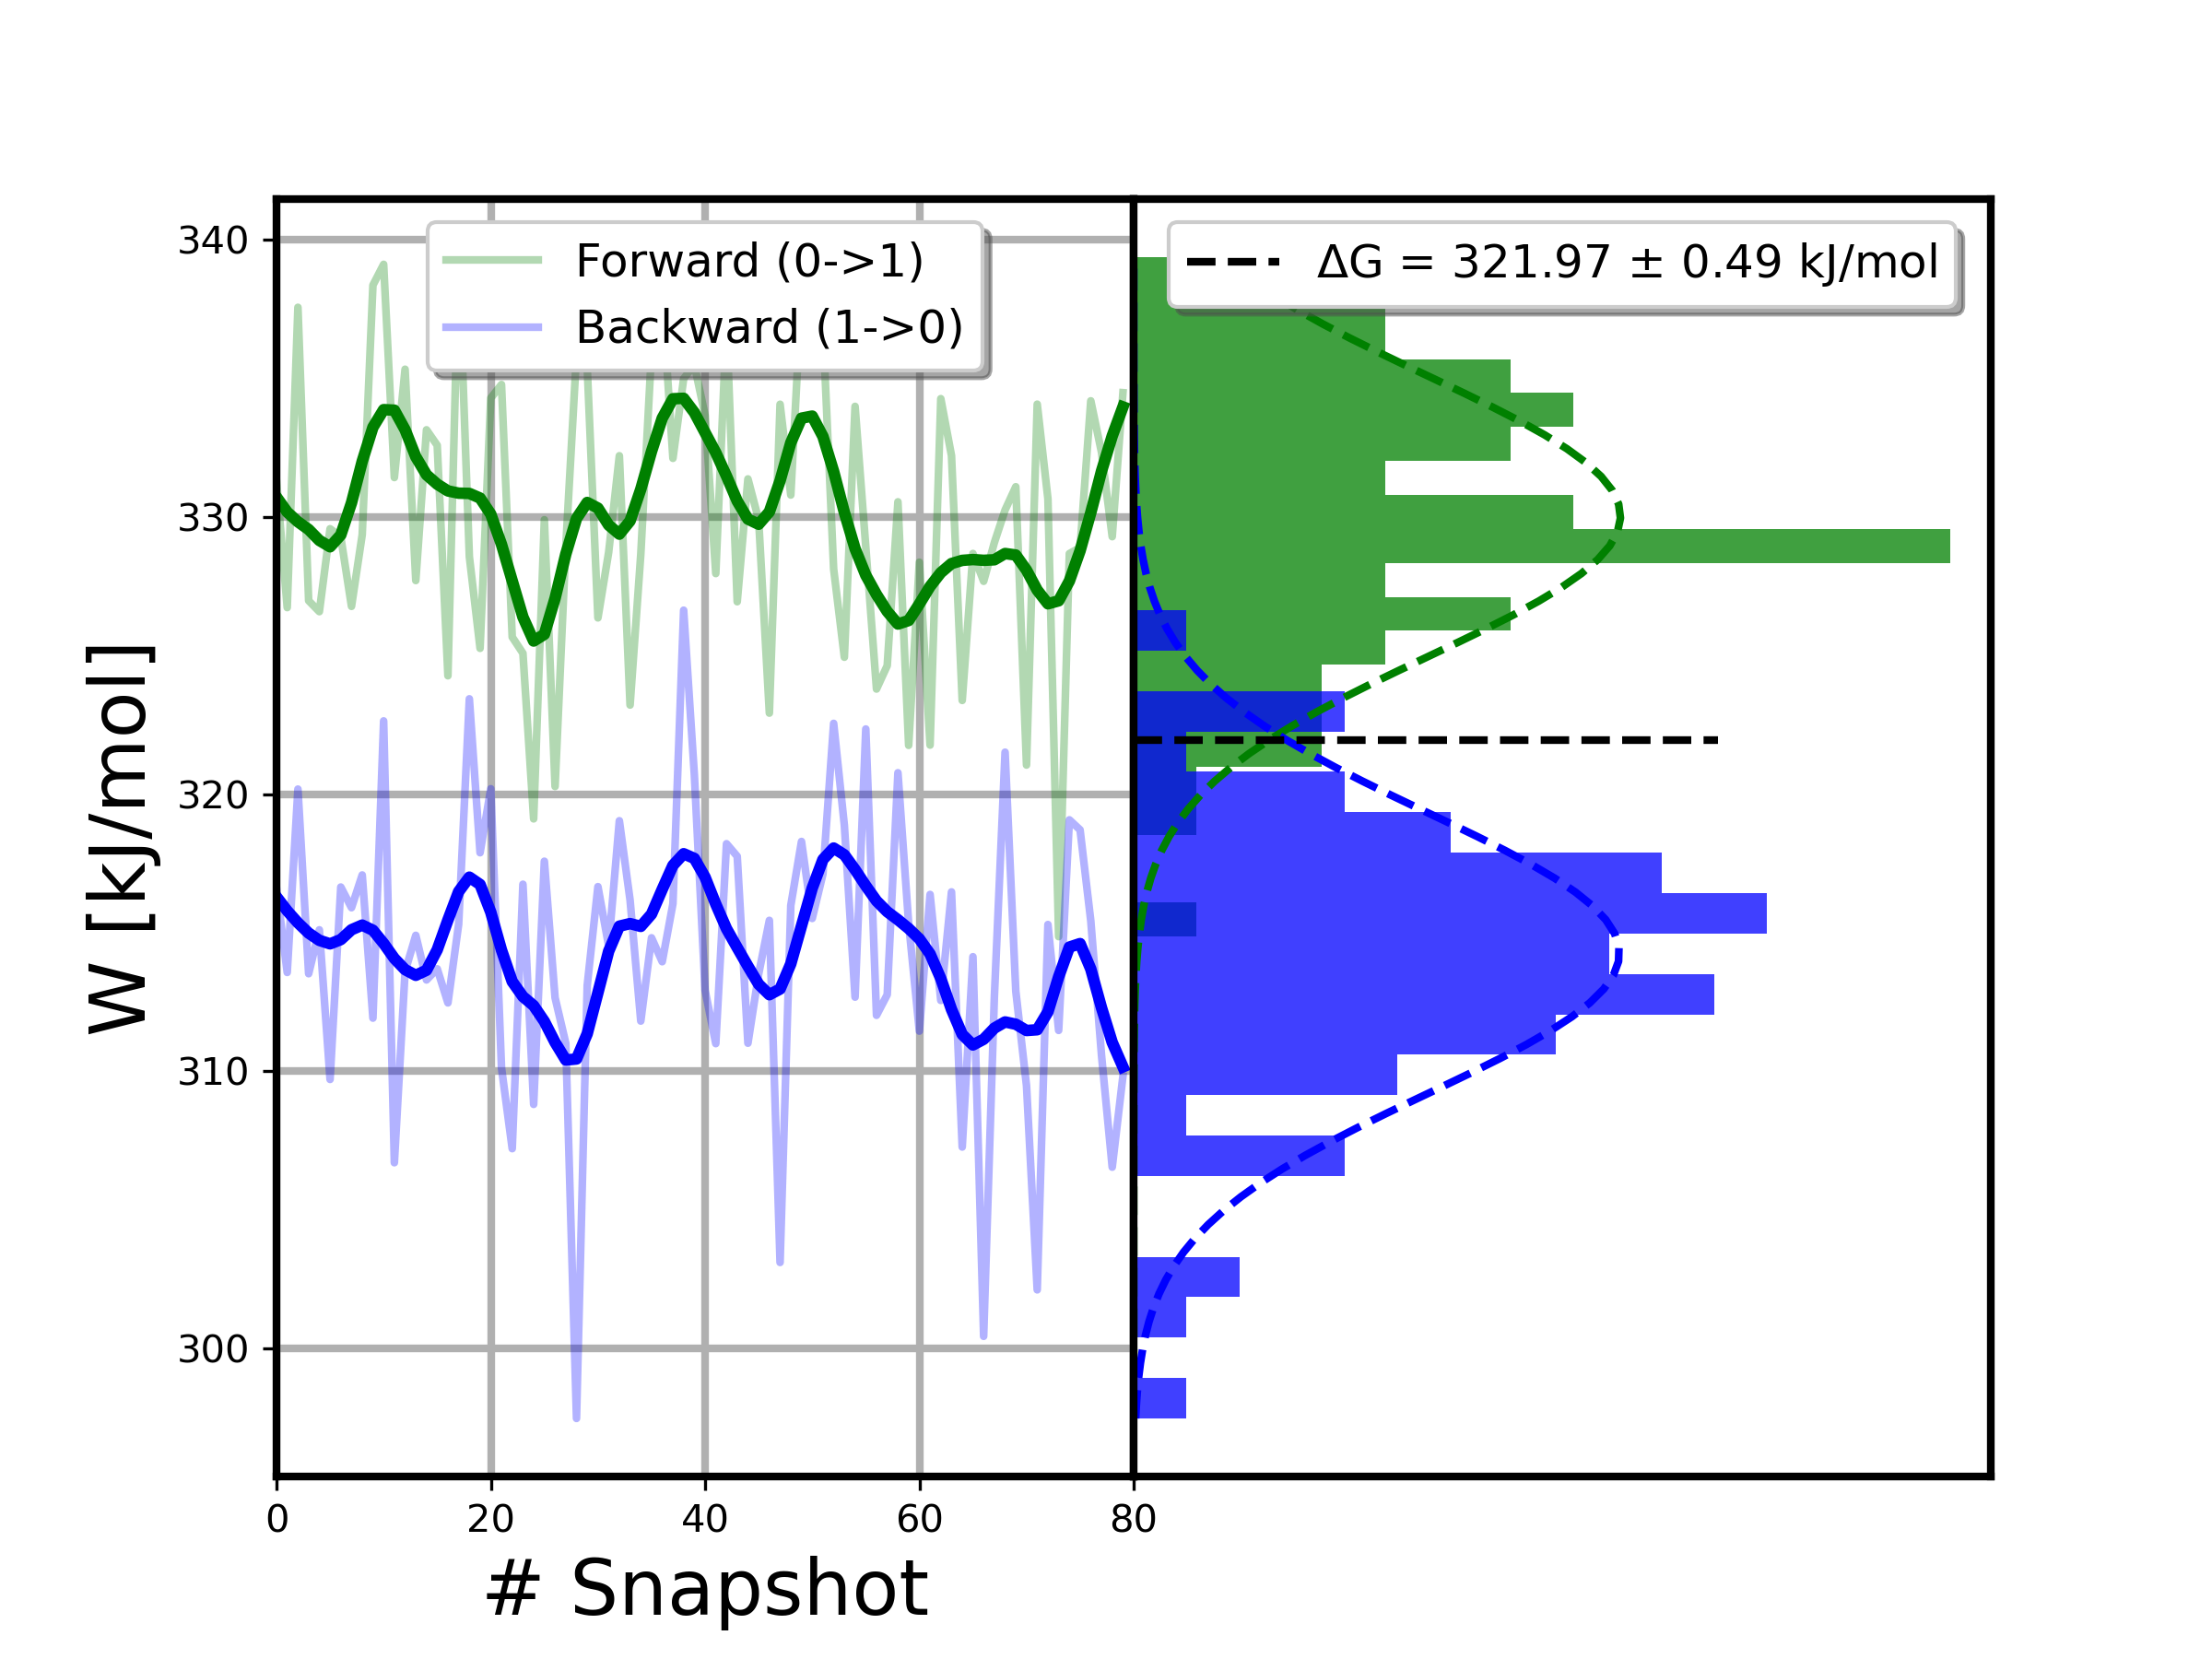 Forward (0->1)
Backward (1->0)
ΔG = 321.97 ± 0.49 kJ/mol
W [kJ/mol]
340
330
320
310
300
0 20 40 60 80
# Snapshot